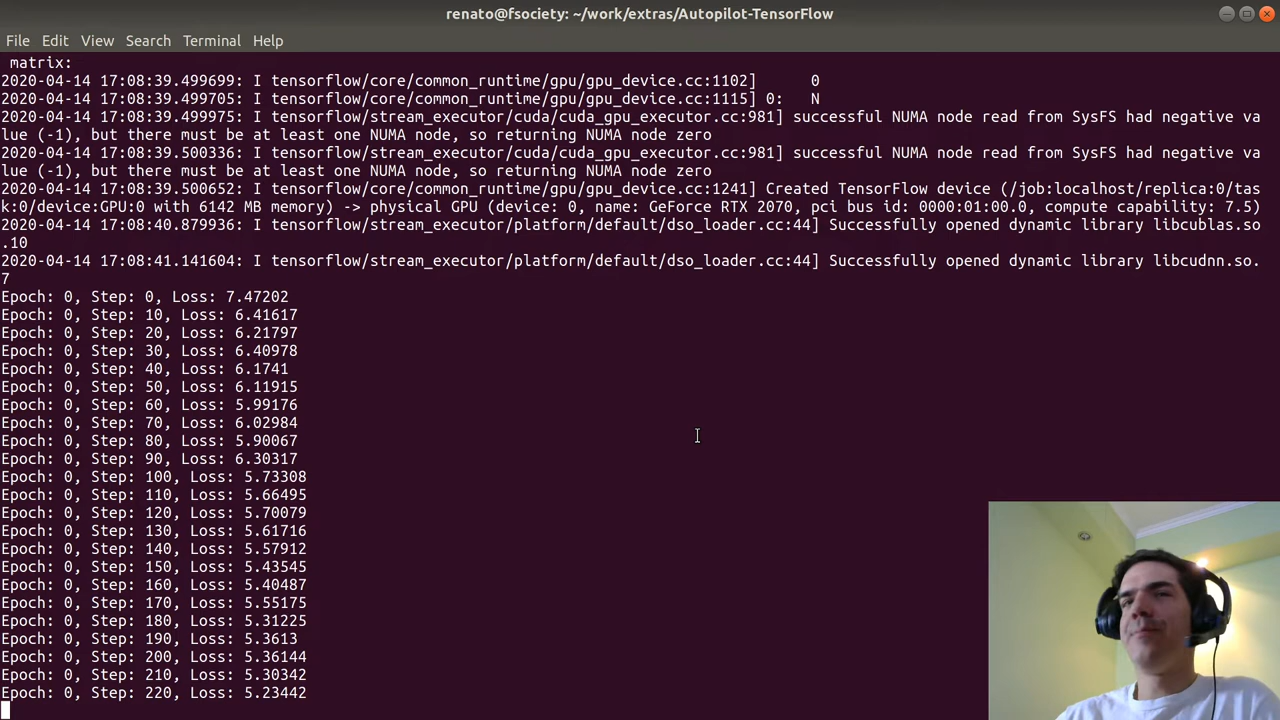 renato@fsociety: ~/work/extras/Autopilot-TensorFlow
File Edit View Search Terminal Help
matrix:
2020-04-14 17:08:39.499699: I tensorflow/core/common_runtime/gpu/gpu_device.cc:1102]      0
2020-04-14 17:08:39.499705: I tensorflow/core/common_runtime/gpu/gpu_device.cc:1115] 0:   N
2020-04-14 17:08:39.499975: I tensorflow/stream_executor/cuda/cuda_gpu_executor.cc:981] successful NUMA node read from SysFS had negative va
lue (-1), but there must be at least one NUMA node, so returning NUMA node zero
2020-04-14 17:08:39.500336: I tensorflow/stream_executor/cuda/cuda_gpu_executor.cc:981] successful NUMA node read from SysFS had negative va
lue (-1), but there must be at least one NUMA node, so returning NUMA node zero
2020-04-14 17:08:39.500652: I tensorflow/core/common_runtime/gpu/gpu_device.cc:1241] Created TensorFlow device (/job:localhost/replica:0/tas
k:0/device:GPU:0 with 6142 MB memory) -> physical GPU (device: 0, name: GeForce RTX 2070, pci bus id: 0000:01:00.0, compute capability: 7.5)
2020-04-14 17:08:40.879936: I tensorflow/stream_executor/platform/default/dso_loader.cc:44] Successfully opened dynamic library libcublas.so
.10
2020-04-14 17:08:41.141604: I tensorflow/stream_executor/platform/default/dso_loader.cc:44] Successfully opened dynamic library libcudnn.so.
7
Epoch: 0, Step: 0, Loss: 7.47202
Epoch: 0, Step: 10, Loss: 6.41617
Epoch: 0, Step: 20, Loss: 6.21797
Epoch: 0, Step: 30, Loss: 6.40978
Epoch: 0, Step: 40, Loss: 6.1741
Epoch: 0, Step: 50, Loss: 6.11915
Epoch: 0, Step: 60, Loss: 5.99176
Epoch: 0, Step: 70, Loss: 6.02984
Epoch: 0, Step: 80, Loss: 5.90067
Epoch: 0, Step: 90, Loss: 6.30317
Epoch: 0, Step: 100, Loss: 5.73308
Epoch: 0, Step: 110, Loss: 5.66495
Epoch: 0, Step: 120, Loss: 5.70079
Epoch: 0, Step: 130, Loss: 5.61716
Epoch: 0, Step: 140, Loss: 5.57912
Epoch: 0, Step: 150, Loss: 5.43545
Epoch: 0, Step: 160, Loss: 5.40487
Epoch: 0, Step: 170, Loss: 5.55175
Epoch: 0, Step: 180, Loss: 5.31225
Epoch: 0, Step: 190, Loss: 5.3613
Epoch: 0, Step: 200, Loss: 5.36144
Epoch: 0, Step: 210, Loss: 5.30342
Epoch: 0, Step: 220, Loss: 5.23442